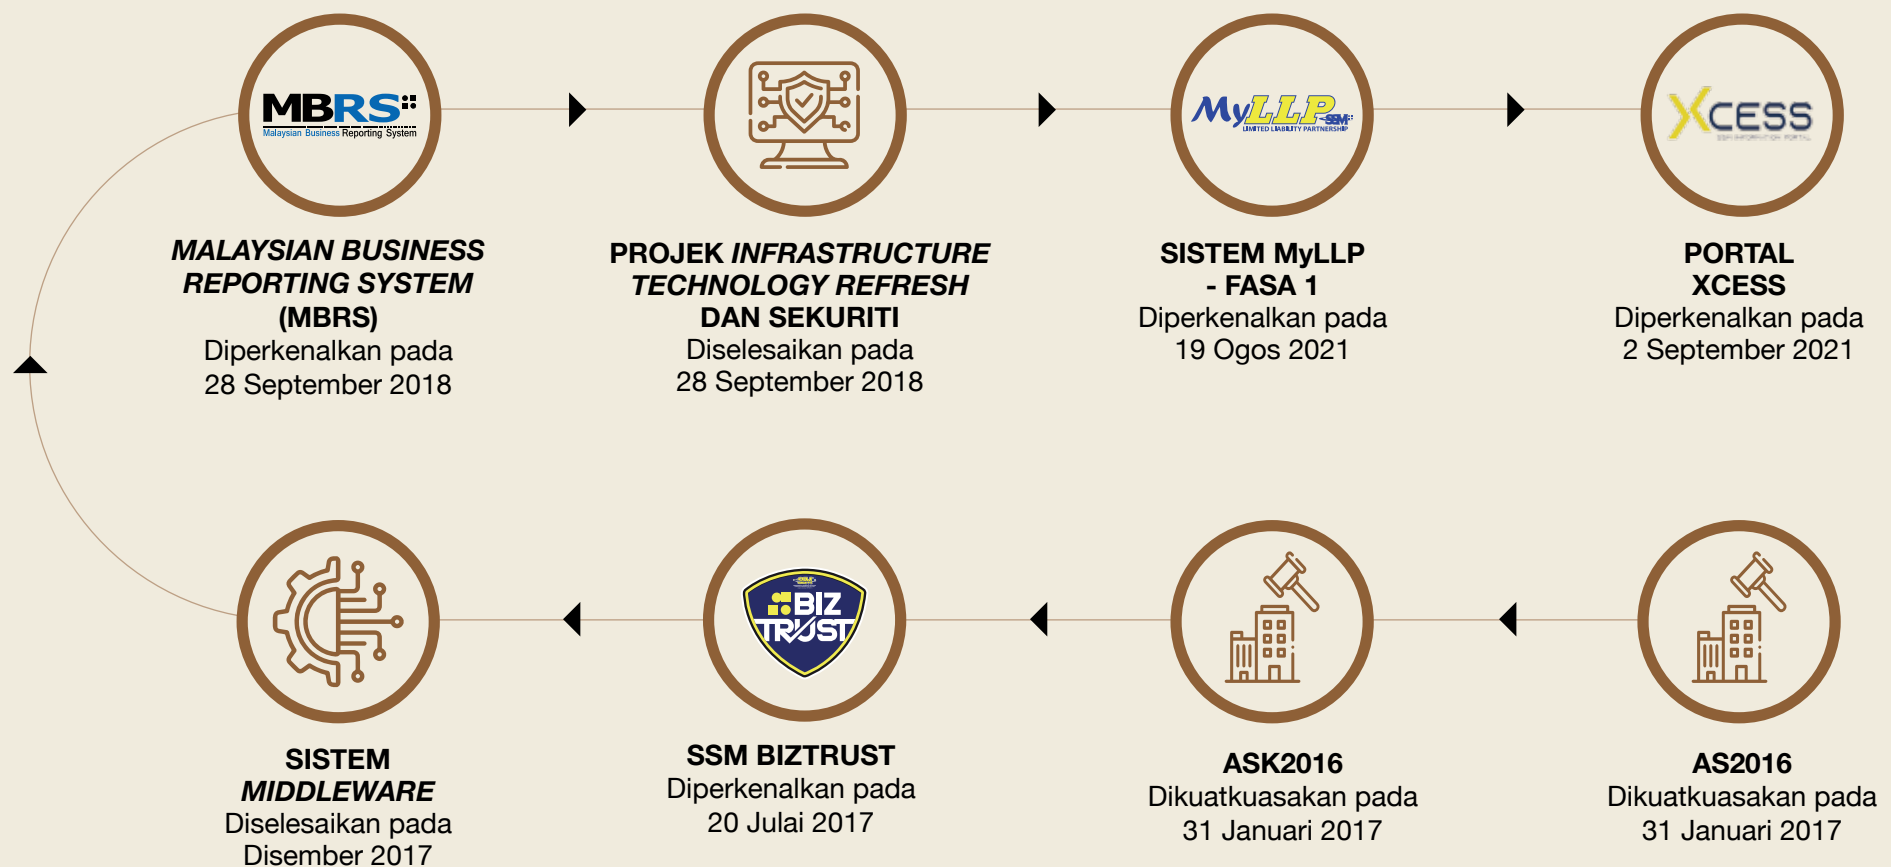 MBRS
Malaysian Business Reporting System
MALAYSIAN BUSINESS
REPORTING SYSTEM
(MBRS)
Diperkenalkan pada
28 September 2018
PROJEK INFRASTRUCTURE
TECHNOLOGY REFRESH
DAN SEKURITI
Diselesaikan pada
28 September 2018
MyLLP SSM
LIMITED LIABILITY PARTNERSHIP
SISTEM MyLLP
- FASA 1
Diperkenalkan pada
19 Ogos 2021
XCESS
SSM INFORMATION PORTAL
PORTAL
XCESS
Diperkenalkan pada
2 September 2021
SISTEM
MIDDLEWARE
Diselesaikan pada
Disember 2017
BIZ
TRUST
SSM BIZTRUST
Diperkenalkan pada
20 Julai 2017
ASK2016
Dikuatkuasakan pada
31 Januari 2017
AS2016
Dikuatkuasakan pada
31 Januari 2017